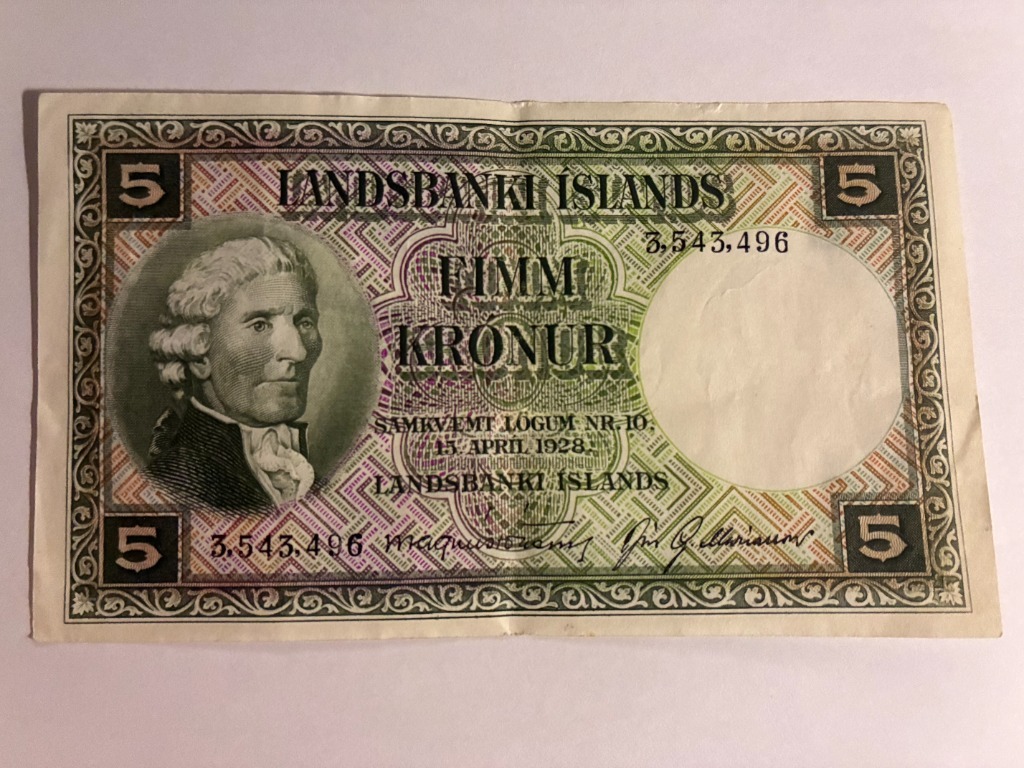 5 LANDSBANKI ÍSLANDS 5
3,543,496
FIMM
KRÓNUR
SAMKVÆMT LÖGUM NR. 10,
15. APRÍL 1928.
LANDSBANKI ÍSLANDS
5 3,543,496 5